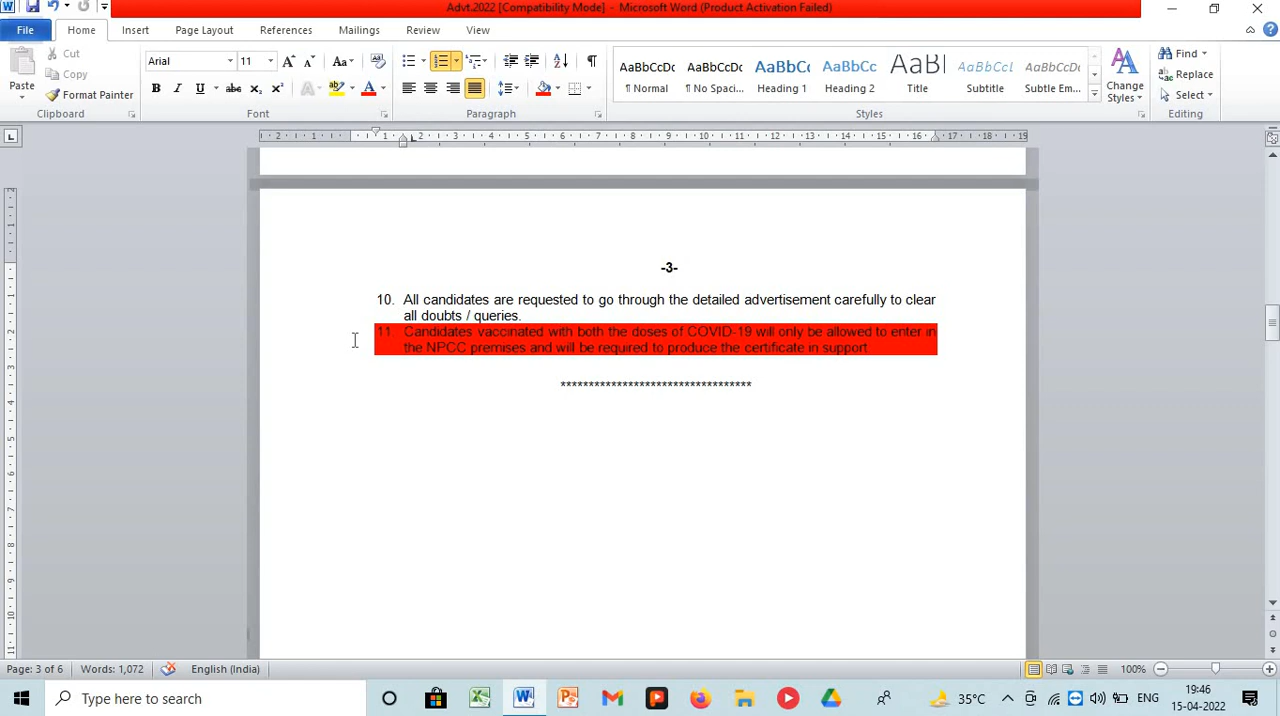 Advt.2022 [Compatibility Mode] - Microsoft Word (Product Activation Failed)
File Home Insert Page Layout References Mailings Review View
Paste
Cut
Copy
Format Painter
Clipboard
Arial 11
Font
Paragraph
AaBbCcDc ¶ Normal
AaBbCcDc ¶ No Spaci...
AaBbCc Heading 1
AaBbCc Heading 2
AaBl Title
AaBbCcl Subtitle
AaBbCcDc Subtle Em...
Styles
Change Styles
Find
Replace
Select
Editing
-3-
10. All candidates are requested to go through the detailed advertisement carefully to clear
all doubts / queries.
11. Candidates vaccinated with both the doses of COVID-19 will only be allowed to enter in
the NPCC premises and will be required to produce the certificate in support.
**********************************
Page: 3 of 6 Words: 1,072 English (India) 100%
Type here to search 35°C ENG 19:46
15-04-2022